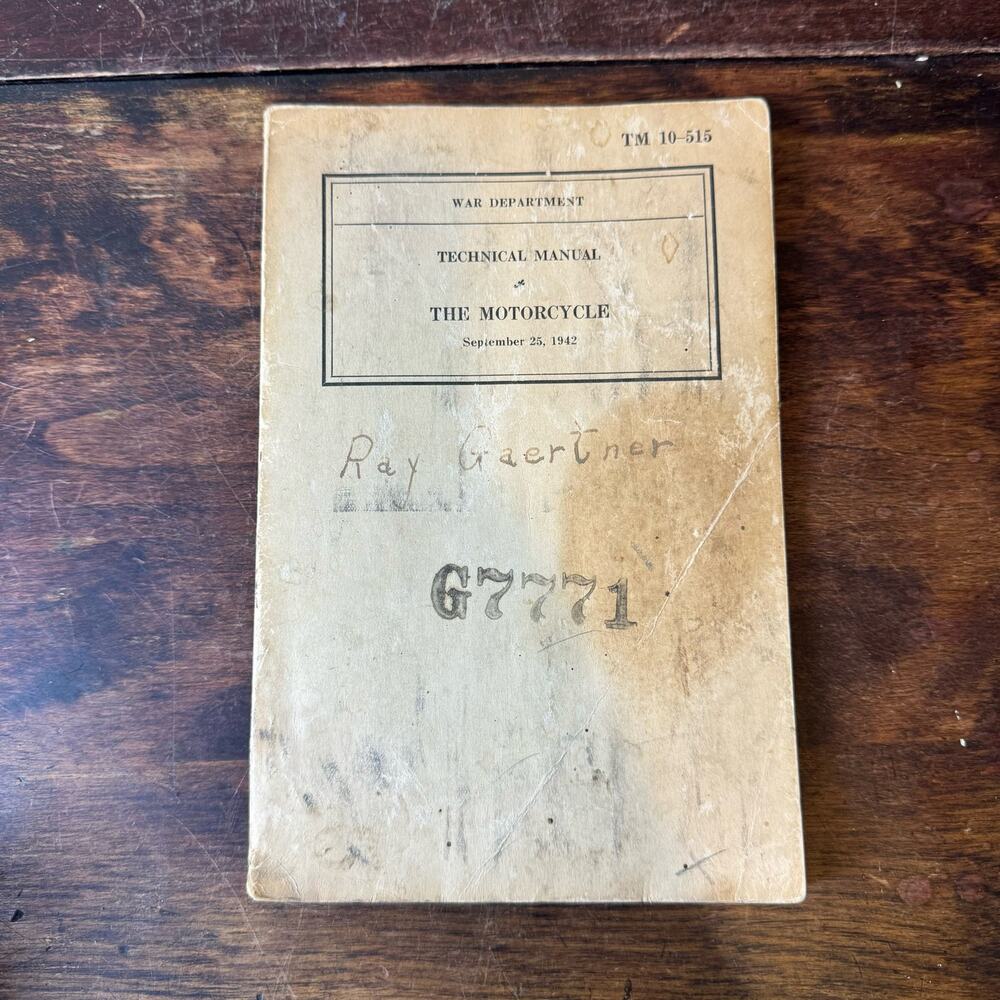 TM 10–515
WAR DEPARTMENT
TECHNICAL MANUAL
THE MOTORCYCLE
September 25, 1942
Ray Gaertner
G7771